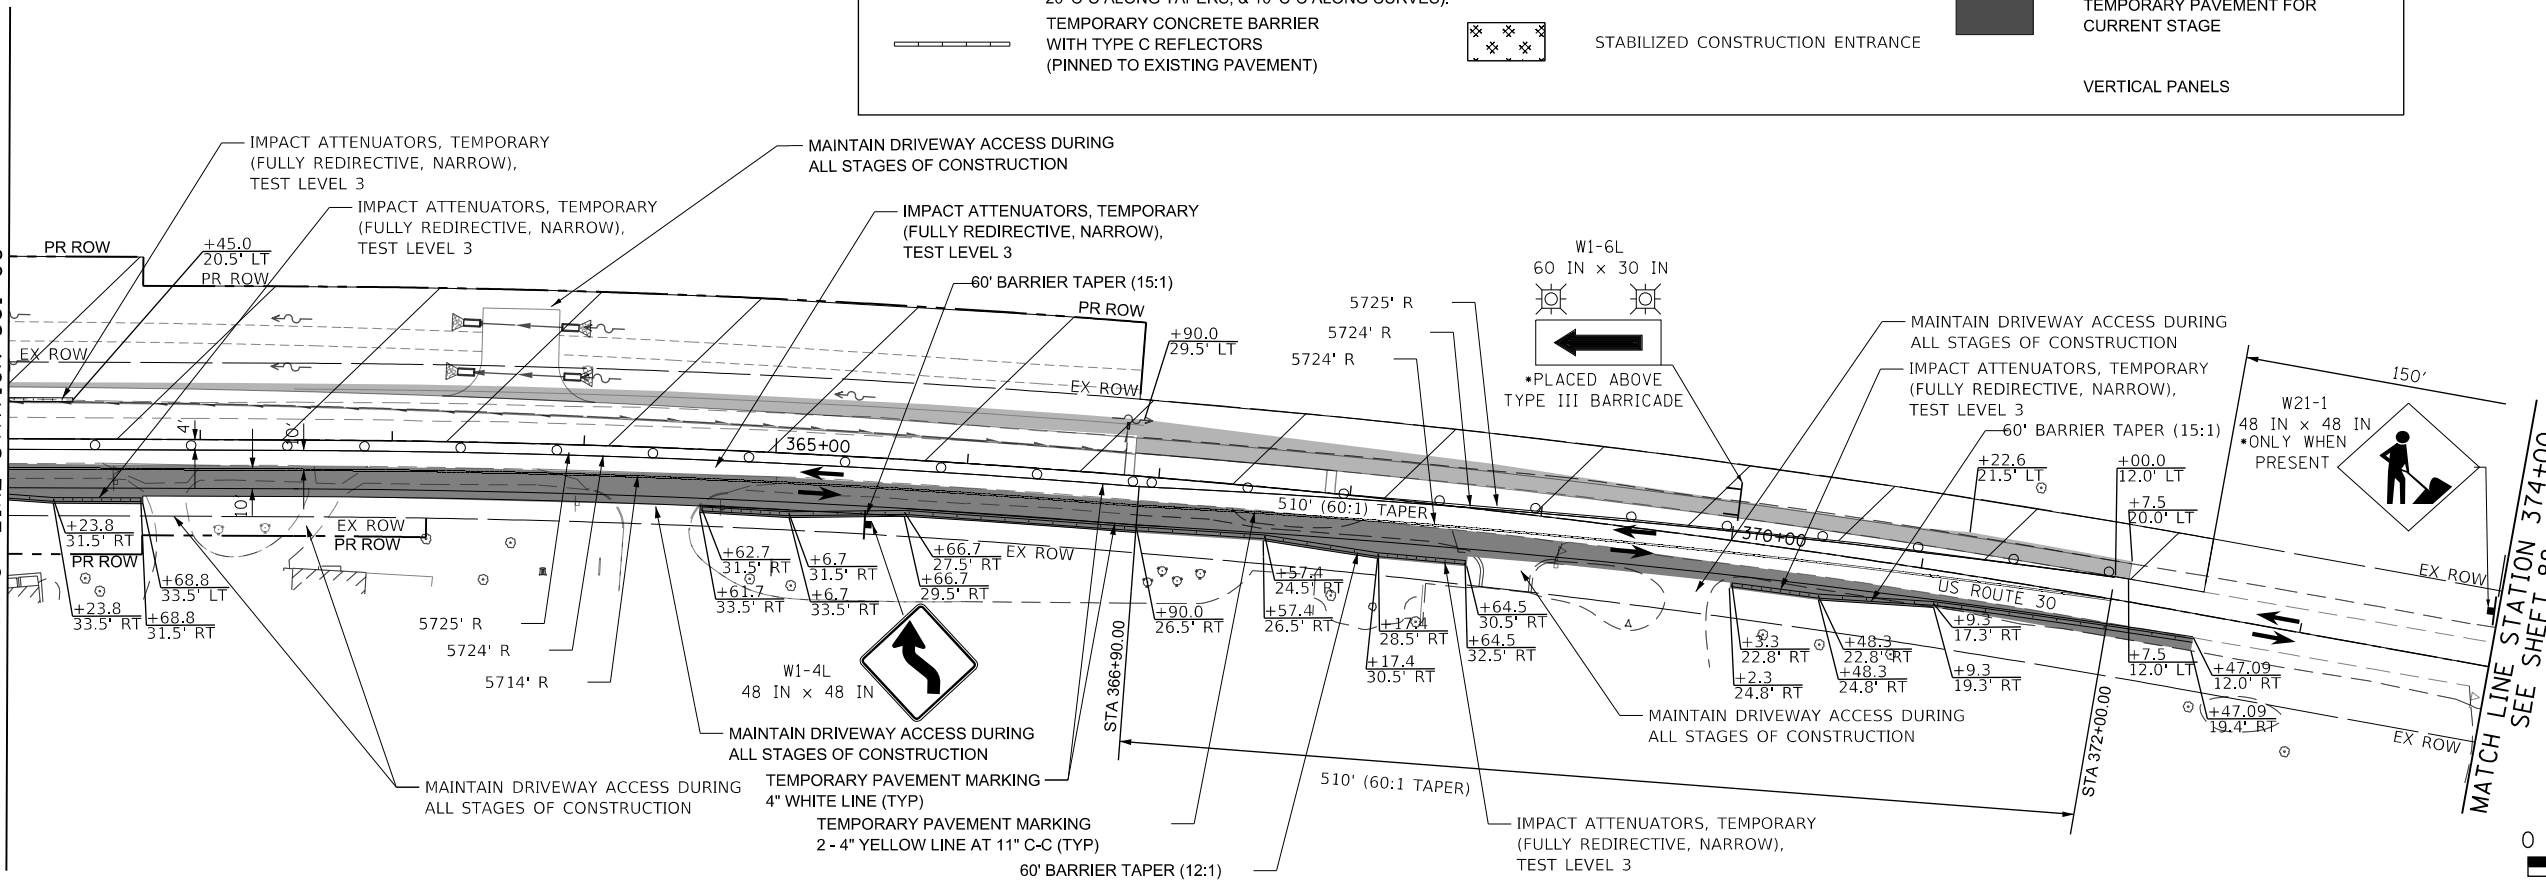 TEMPORARY CONCRETE BARRIER
WITH TYPE C REFLECTORS
(PINNED TO EXISTING PAVEMENT)
STABILIZED CONSTRUCTION ENTRANCE
TEMPORARY PAVEMENT FOR
CURRENT STAGE
VERTICAL PANELS
IMPACT ATTENUATORS, TEMPORARY
(FULLY REDIRECTIVE, NARROW),
TEST LEVEL 3
IMPACT ATTENUATORS, TEMPORARY
(FULLY REDIRECTIVE, NARROW),
TEST LEVEL 3
MAINTAIN DRIVEWAY ACCESS DURING
ALL STAGES OF CONSTRUCTION
IMPACT ATTENUATORS, TEMPORARY
(FULLY REDIRECTIVE, NARROW),
TEST LEVEL 3
60' BARRIER TAPER (15:1)
PR ROW
+45.0
20.5' LT
PR ROW
PR ROW
EX ROW
EX ROW
+90.0
29.5' LT
5725' R
5724' R
5724' R
W1-6L
60 IN x 30 IN
*PLACED ABOVE
TYPE III BARRICADE
MAINTAIN DRIVEWAY ACCESS DURING
ALL STAGES OF CONSTRUCTION
IMPACT ATTENUATORS, TEMPORARY
(FULLY REDIRECTIVE, NARROW),
TEST LEVEL 3
60' BARRIER TAPER (15:1)
150'
W21-1
48 IN x 48 IN
*ONLY WHEN
PRESENT
+22.6
21.5' LT
+00.0
12.0' LT
+7.5
20.0' LT
4'
10'
10'
365+00
510' (60:1) TAPER
370+00
US ROUTE 30
EX ROW
EX ROW
PR ROW
PR ROW
EX ROW
EX ROW
+23.8
31.5' RT
+23.8
33.5' RT
+68.8
33.5' LT
+68.8
31.5' RT
+62.7
31.5' RT
+61.7
33.5' RT
+6.7
31.5' RT
+6.7
33.5' RT
+66.7
27.5' RT
+66.7
29.5' RT
+90.0
26.5' RT
+57.4
24.5' RT
+57.4
26.5' RT
+17.4
28.5' RT
+17.4
30.5' RT
+64.5
30.5' RT
+64.5
32.5' RT
+3.3
22.8' RT
+2.3
24.8' RT
+48.3
22.8' RT
+48.3
24.8' RT
+9.3
17.3' RT
+9.3
19.3' RT
+7.5
12.0' LT
+47.09
12.0' RT
+47.09
19.4' RT
5725' R
5724' R
5714' R
W1-4L
48 IN x 48 IN
STA 366+90.00
STA 372+00.00
510' (60:1 TAPER)
MAINTAIN DRIVEWAY ACCESS DURING
ALL STAGES OF CONSTRUCTION
MAINTAIN DRIVEWAY ACCESS DURING
ALL STAGES OF CONSTRUCTION
MAINTAIN DRIVEWAY ACCESS DURING
ALL STAGES OF CONSTRUCTION
TEMPORARY PAVEMENT MARKING
4" WHITE LINE (TYP)
TEMPORARY PAVEMENT MARKING
2 - 4" YELLOW LINE AT 11" C-C (TYP)
60' BARRIER TAPER (12:1)
IMPACT ATTENUATORS, TEMPORARY
(FULLY REDIRECTIVE, NARROW),
TEST LEVEL 3
MATCH LINE STATION 374+00
SEE SHEET
0